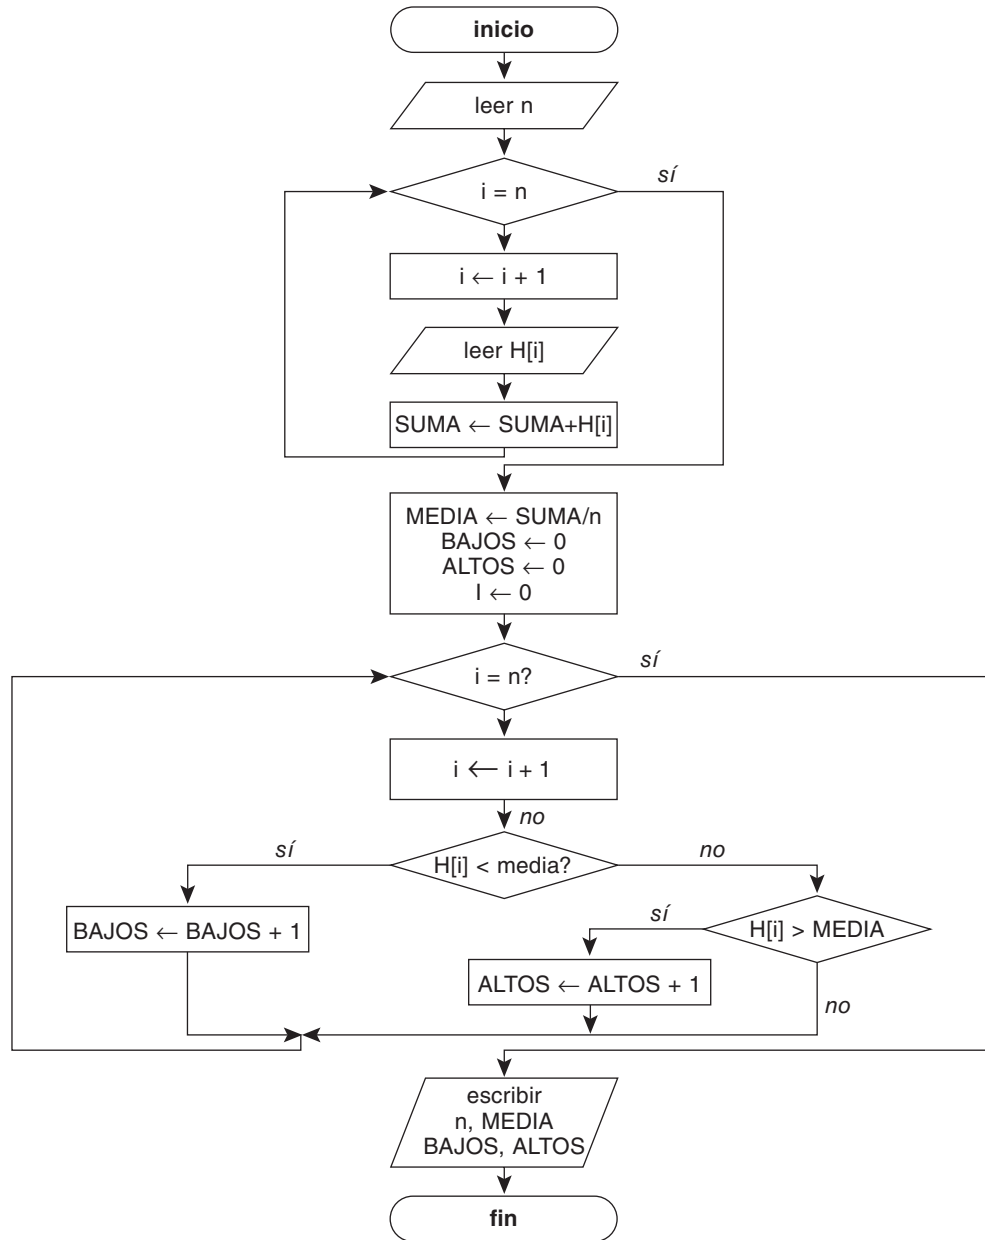 inicio
leer n
i = n
sí
i ← i + 1
leer H[i]
SUMA ← SUMA+H[i]
MEDIA ← SUMA/n
BAJOS ← 0
ALTOS ← 0
I ← 0
i = n?
sí
i ← i + 1
no
sí
H[i] < media?
no
BAJOS ← BAJOS + 1
sí
H[i] > MEDIA
ALTOS ← ALTOS + 1
no
escribir
n, MEDIA
BAJOS, ALTOS
fin